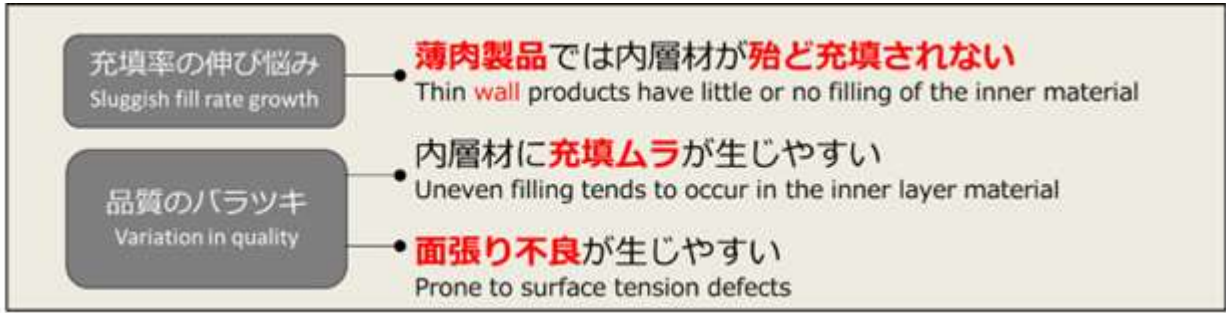 充填率の伸び悩み
Sluggish fill rate growth
薄肉製品では内層材が殆ど充填されない
Thin wall products have little or no filling of the inner material
品質のバラツキ
Variation in quality
内層材に充填ムラが生じやすい
Uneven filling tends to occur in the inner layer material
面張り不良が生じやすい
Prone to surface tension defects